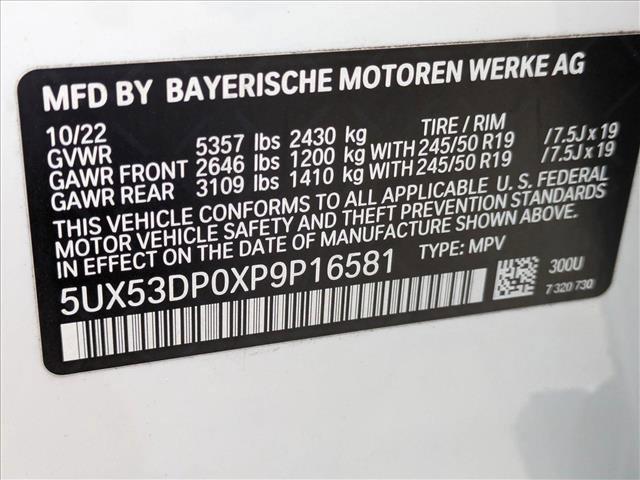 MFD BY BAYERISCHE MOTOREN WERKE AG
10/22 TIRE / RIM
GVWR 5357 lbs 2430 kg
GAWR FRONT 2646 lbs 1200 kg WITH 245/50 R19 /7.5J x 19
GAWR REAR 3109 lbs 1410 kg WITH 245/50 R19 /7.5J x 19
THIS VEHICLE CONFORMS TO ALL APPLICABLE U. S. FEDERAL
MOTOR VEHICLE SAFETY AND THEFT PREVENTION STANDARDS
IN EFFECT ON THE DATE OF MANUFACTURE SHOWN ABOVE.
5UX53DP0XP9P16581 TYPE: MPV
300U
7 320 730